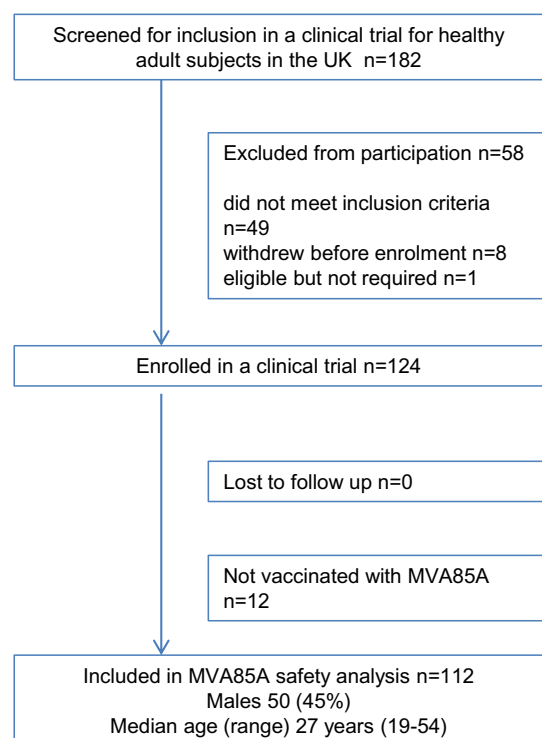 Screened for inclusion in a clinical trial for healthy
adult subjects in the UK n=182
Excluded from participation n=58
did not meet inclusion criteria
n=49
withdrew before enrolment n=8
eligible but not required n=1
Enrolled in a clinical trial n=124
Lost to follow up n=0
Not vaccinated with MVA85A
n=12
Included in MVA85A safety analysis n=112
Males 50 (45%)
Median age (range) 27 years (19-54)